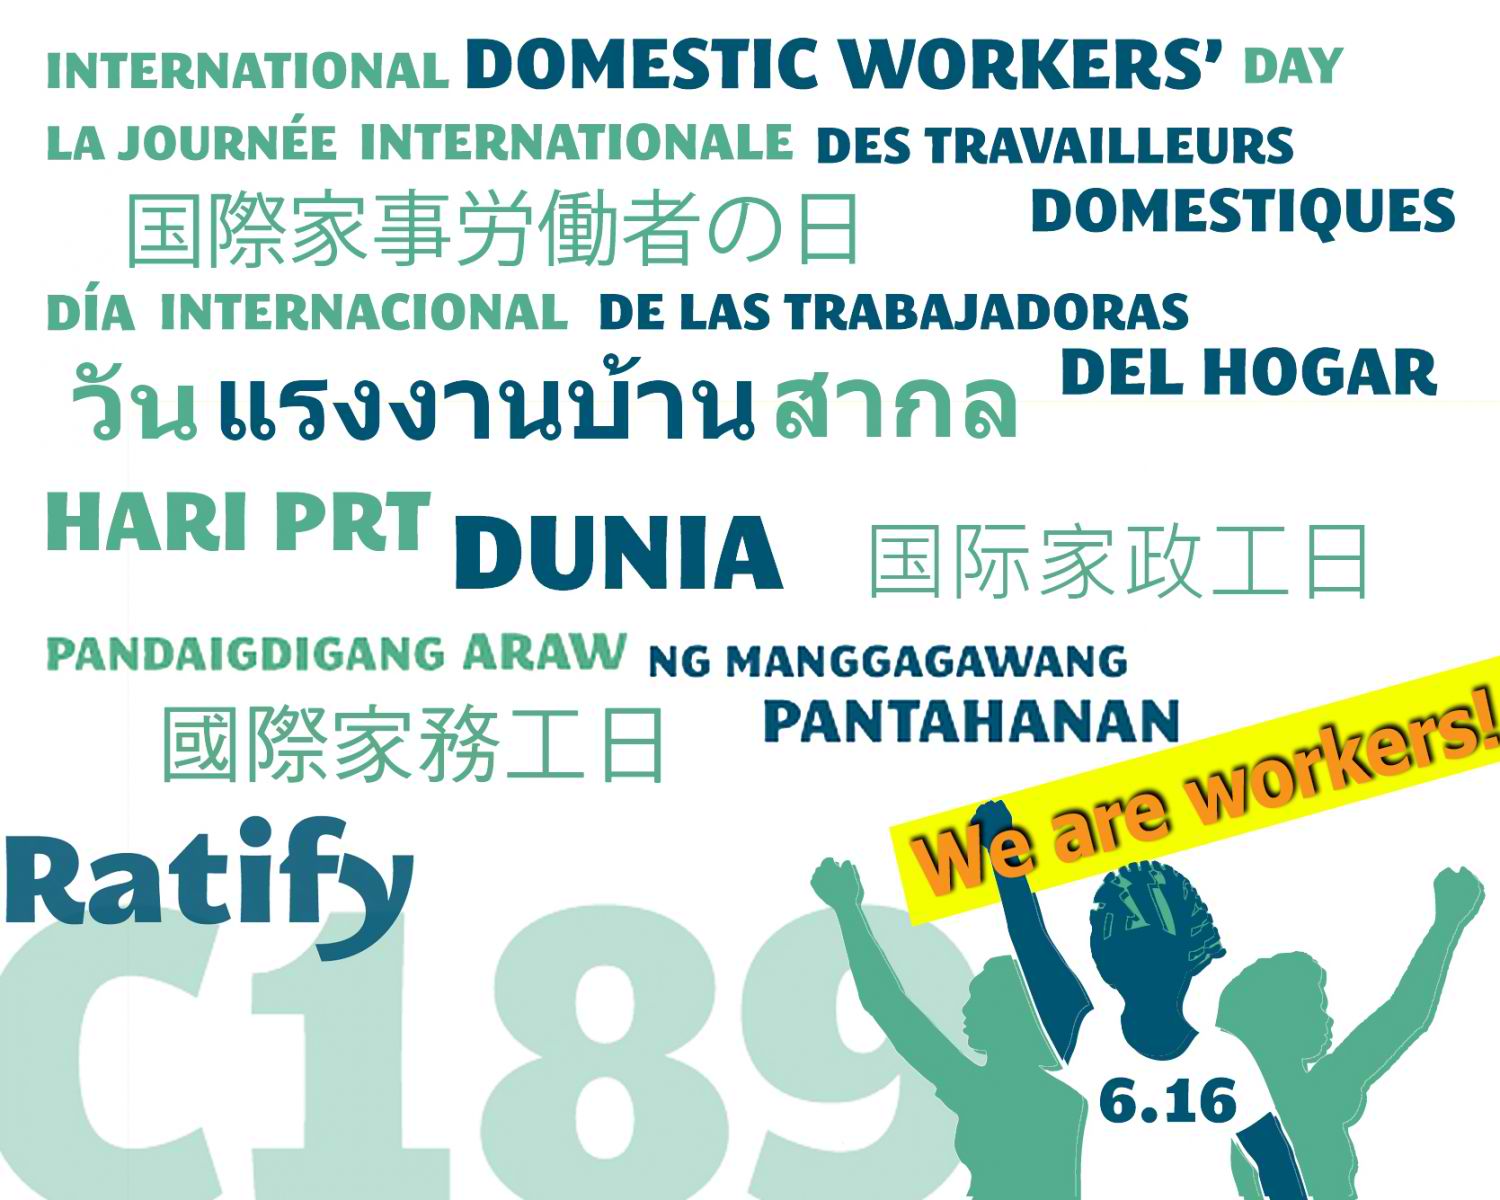 INTERNATIONAL DOMESTIC WORKERS’ DAY
LA JOURNÉE INTERNATIONALE DES TRAVAILLEURS
DOMESTIQUES
国際家事労働者の日
DÍA INTERNACIONAL DE LAS TRABAJADORAS
DEL HOGAR
วันแรงงานบ้านสากล
HARI PRT DUNIA
国际家政工日
PANDAIGDIGANG ARAW NG MANGGAGAWANG
PANTAHANAN
國際家務工日
We are workers!
Ratify
C189
6.16